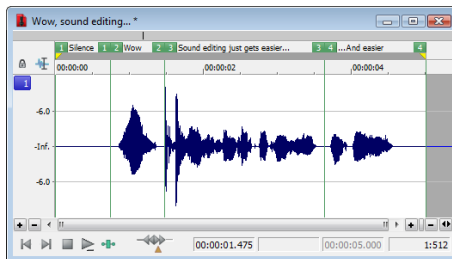 Wow, sound editing... *
1 Silence 1 2 Wow 2 3 Sound editing just gets easier... 3 4 ...And easier 4
00:00:00 00:00:02 00:00:04
1
-6.0
-Inf.
-6.0
00:00:01.475 00:00:05.000 1:512